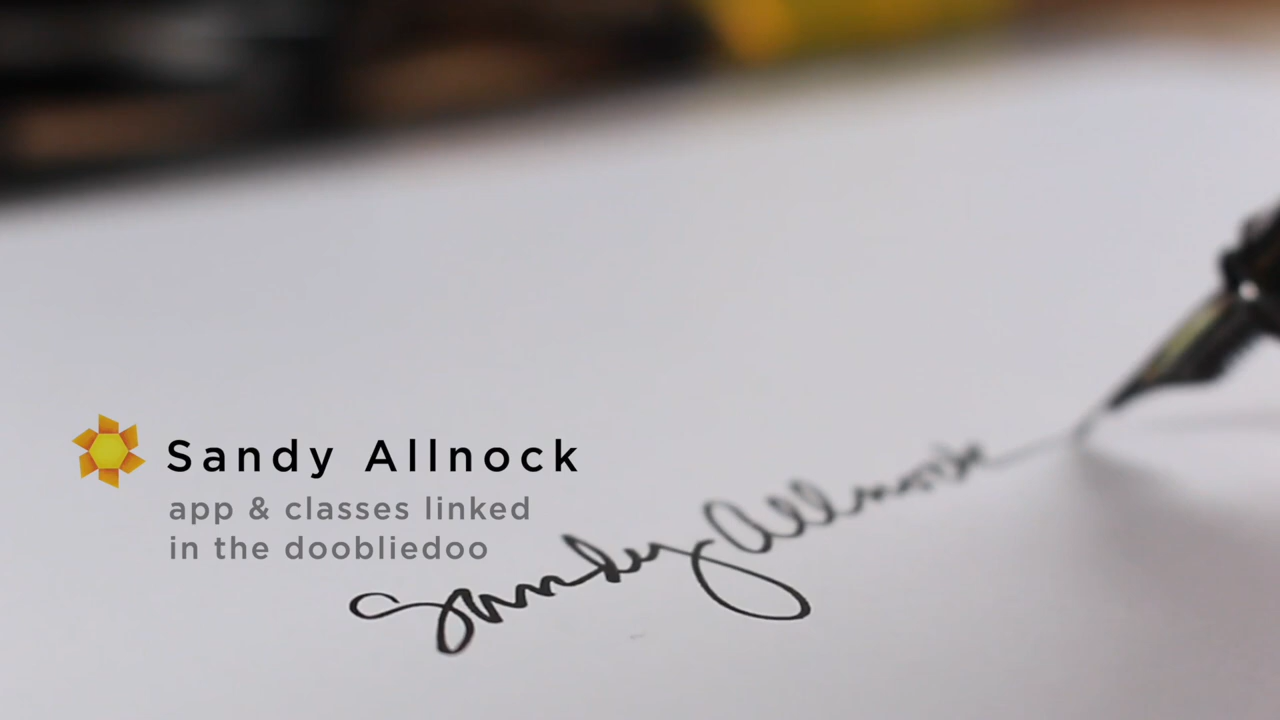 Sandy Allnock
app & classes linked
in the doobliedoo
Sandy Allnock